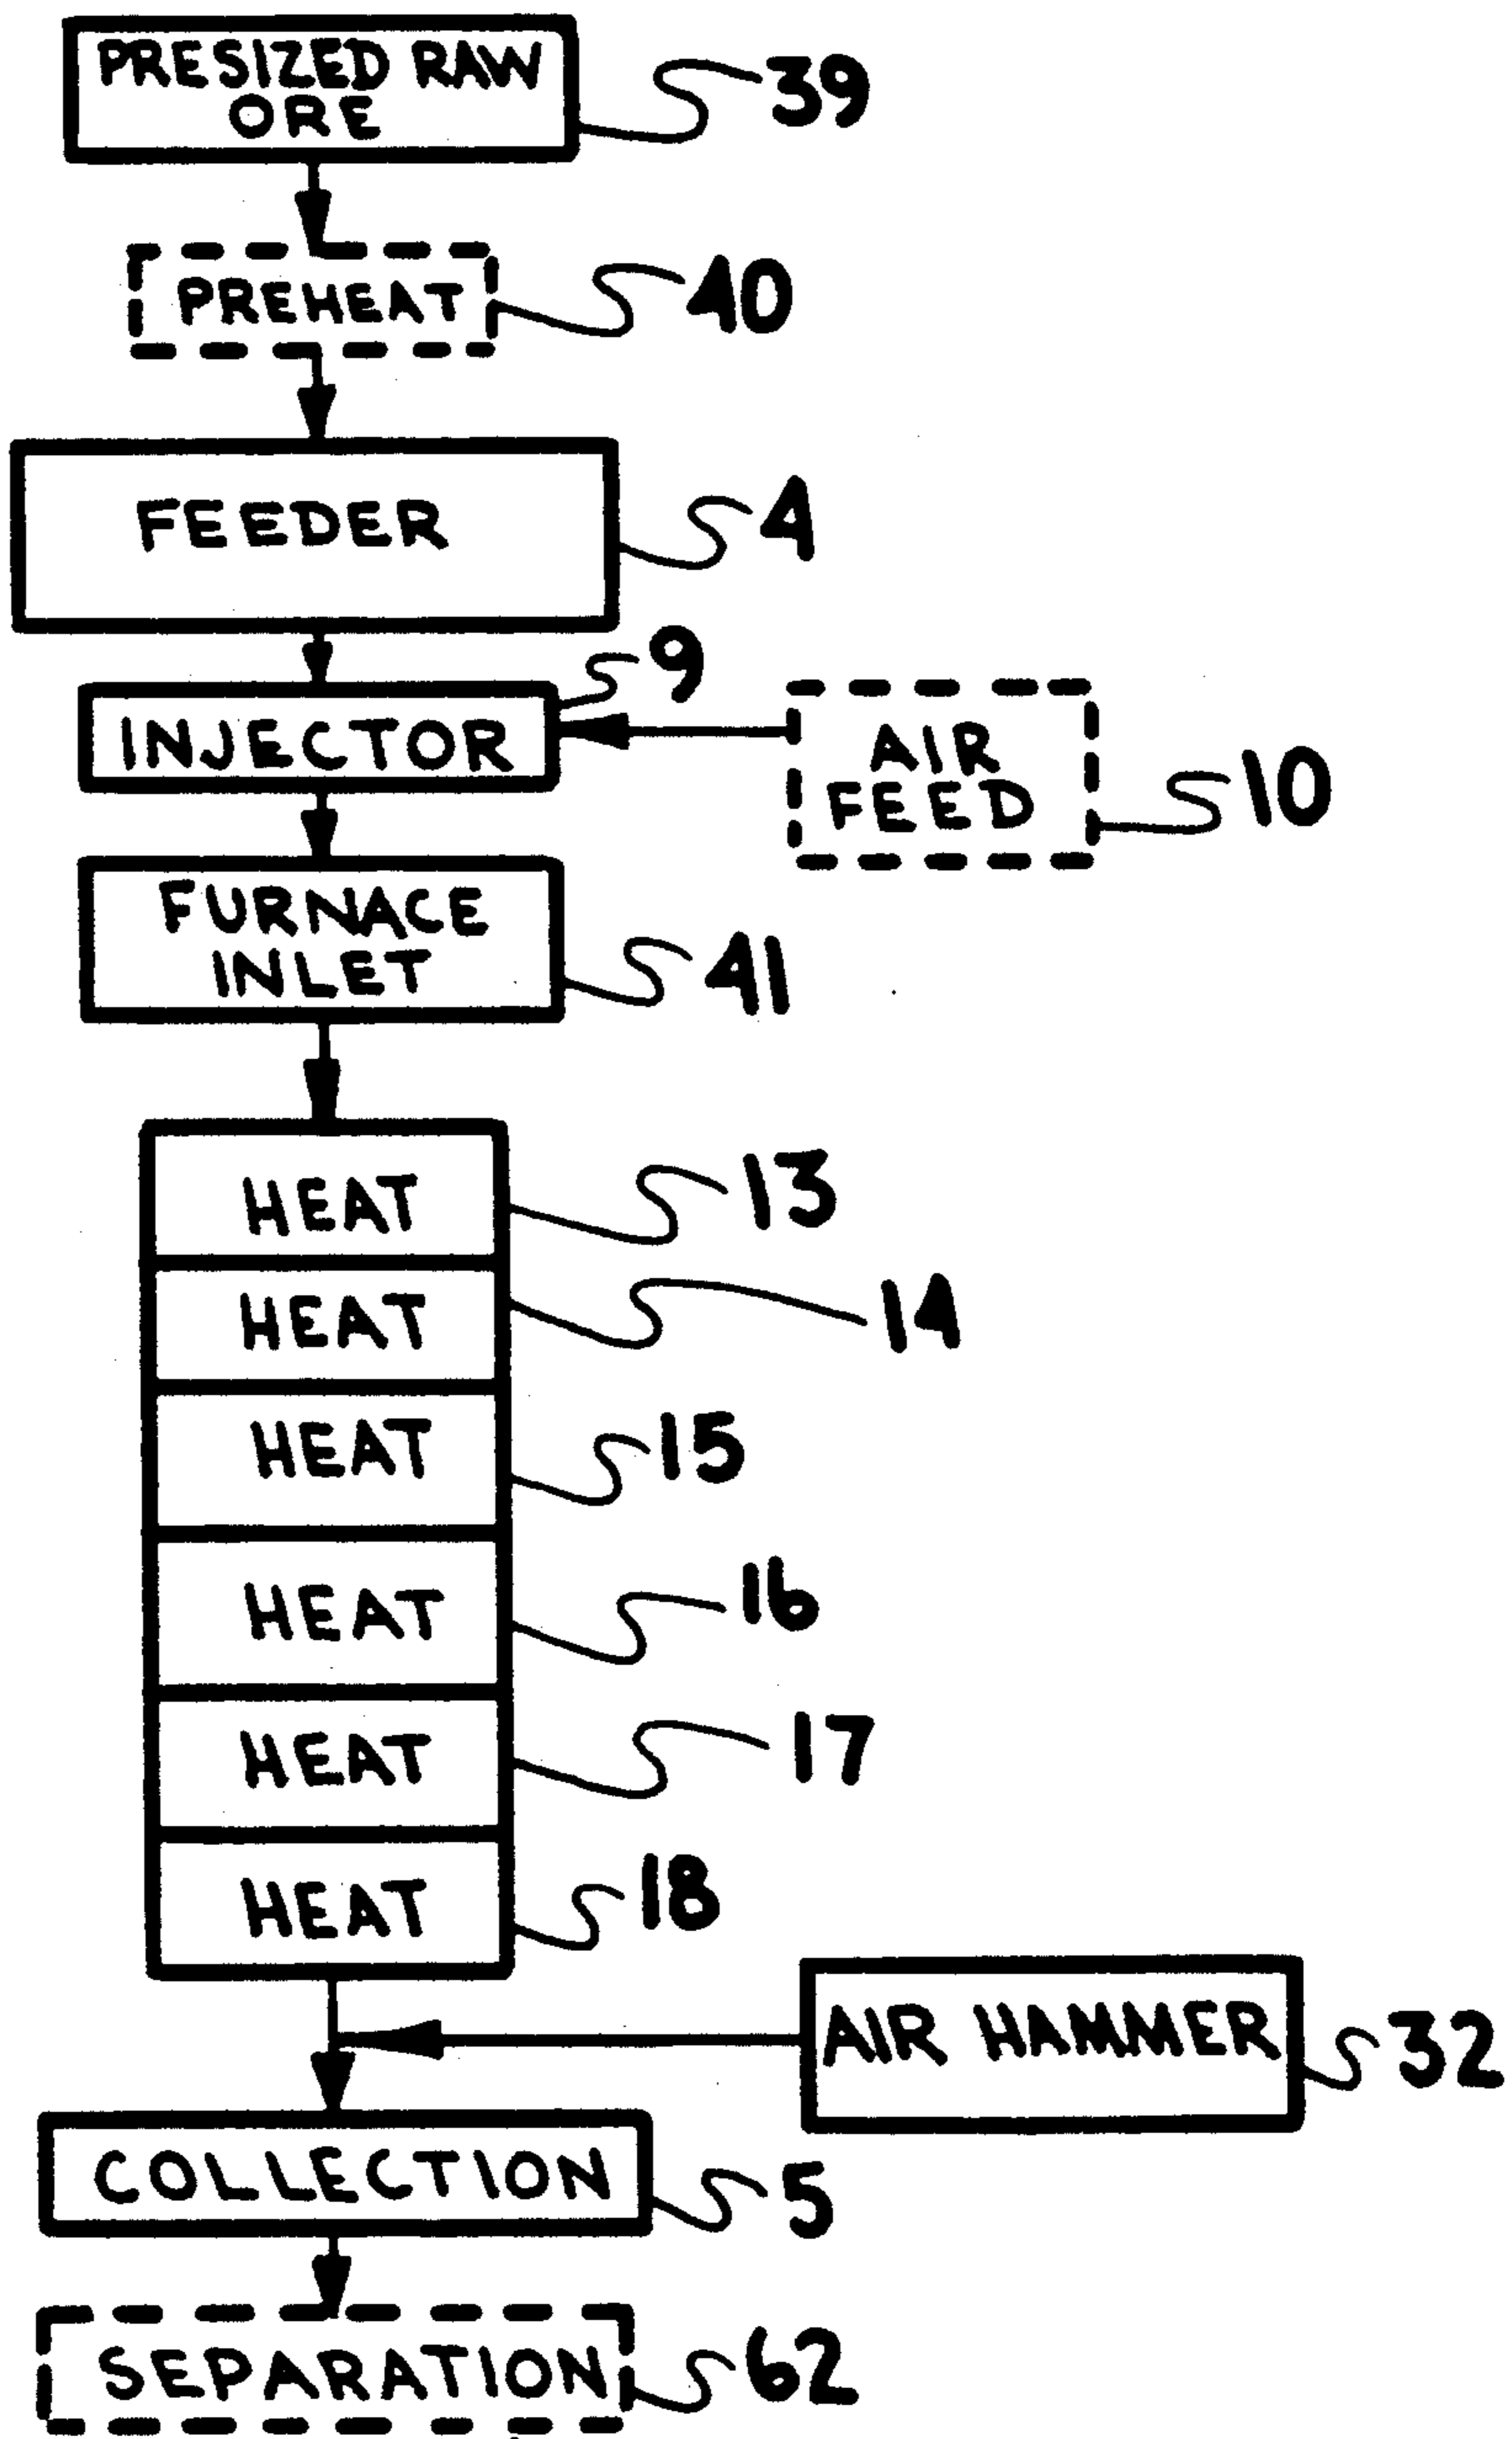 PRESIZED RAW
ORE
39
PREHEAT
40
FEEDER
4
9
INJECTOR
AIR
FEED
10
FURNACE
INLET
41
HEAT
13
HEAT
14
HEAT
15
HEAT
16
HEAT
17
HEAT
18
AIR HAMMER
32
COLLECTION
5
SEPARATION
62